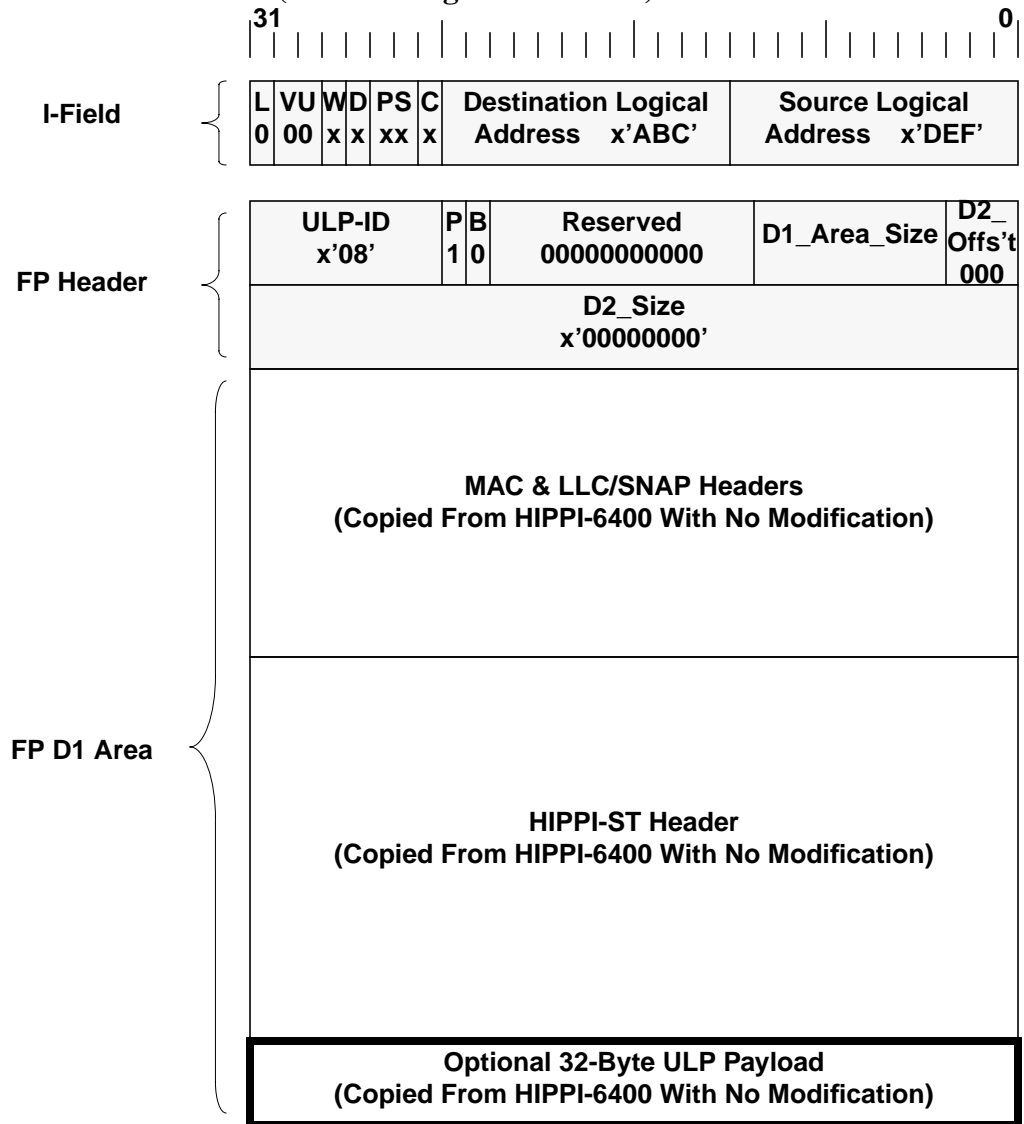 31 0
I-Field
L VU W D PS C Destination Logical Source Logical
0 00 x x xx x Address x'ABC' Address x'DEF'
FP Header
ULP-ID P B Reserved D1_Area_Size D2_
x'08' 1 0 00000000000 Offs't
000
D2_Size
x'00000000'
MAC & LLC/SNAP Headers
(Copied From HIPPI-6400 With No Modification)
FP D1 Area
HIPPI-ST Header
(Copied From HIPPI-6400 With No Modification)
Optional 32-Byte ULP Payload
(Copied From HIPPI-6400 With No Modification)